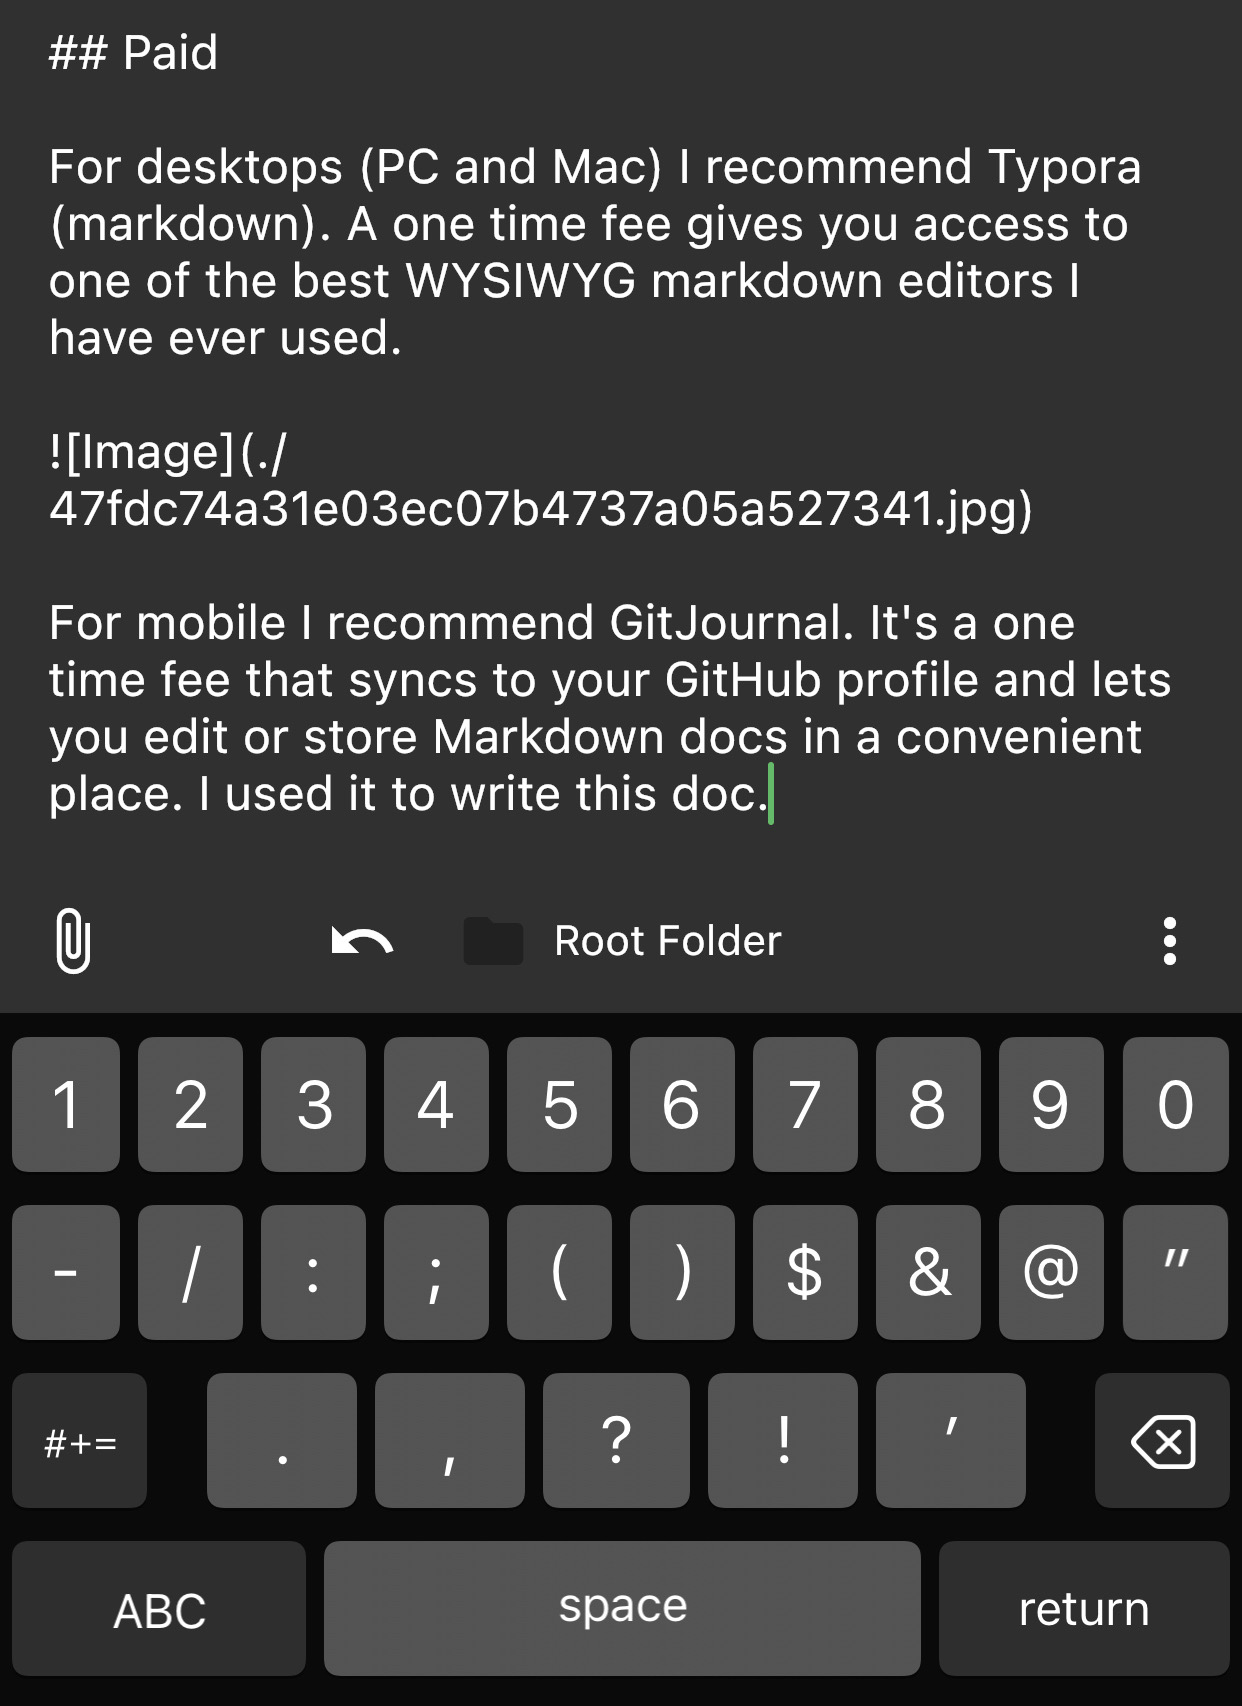 ## Paid
For desktops (PC and Mac) I recommend Typora
(markdown). A one time fee gives you access to
one of the best WYSIWYG markdown editors I
have ever used.
![Image](./
47fdc74a31e03ec07b4737a05a527341.jpg)
For mobile I recommend GitJournal. It's a one
time fee that syncs to your GitHub profile and lets
you edit or store Markdown docs in a convenient
place. I used it to write this doc.
Root Folder
1 2 3 4 5 6 7 8 9 0
- / : ; ( ) $ & @ "
#+= . , ? ! '
ABC space return